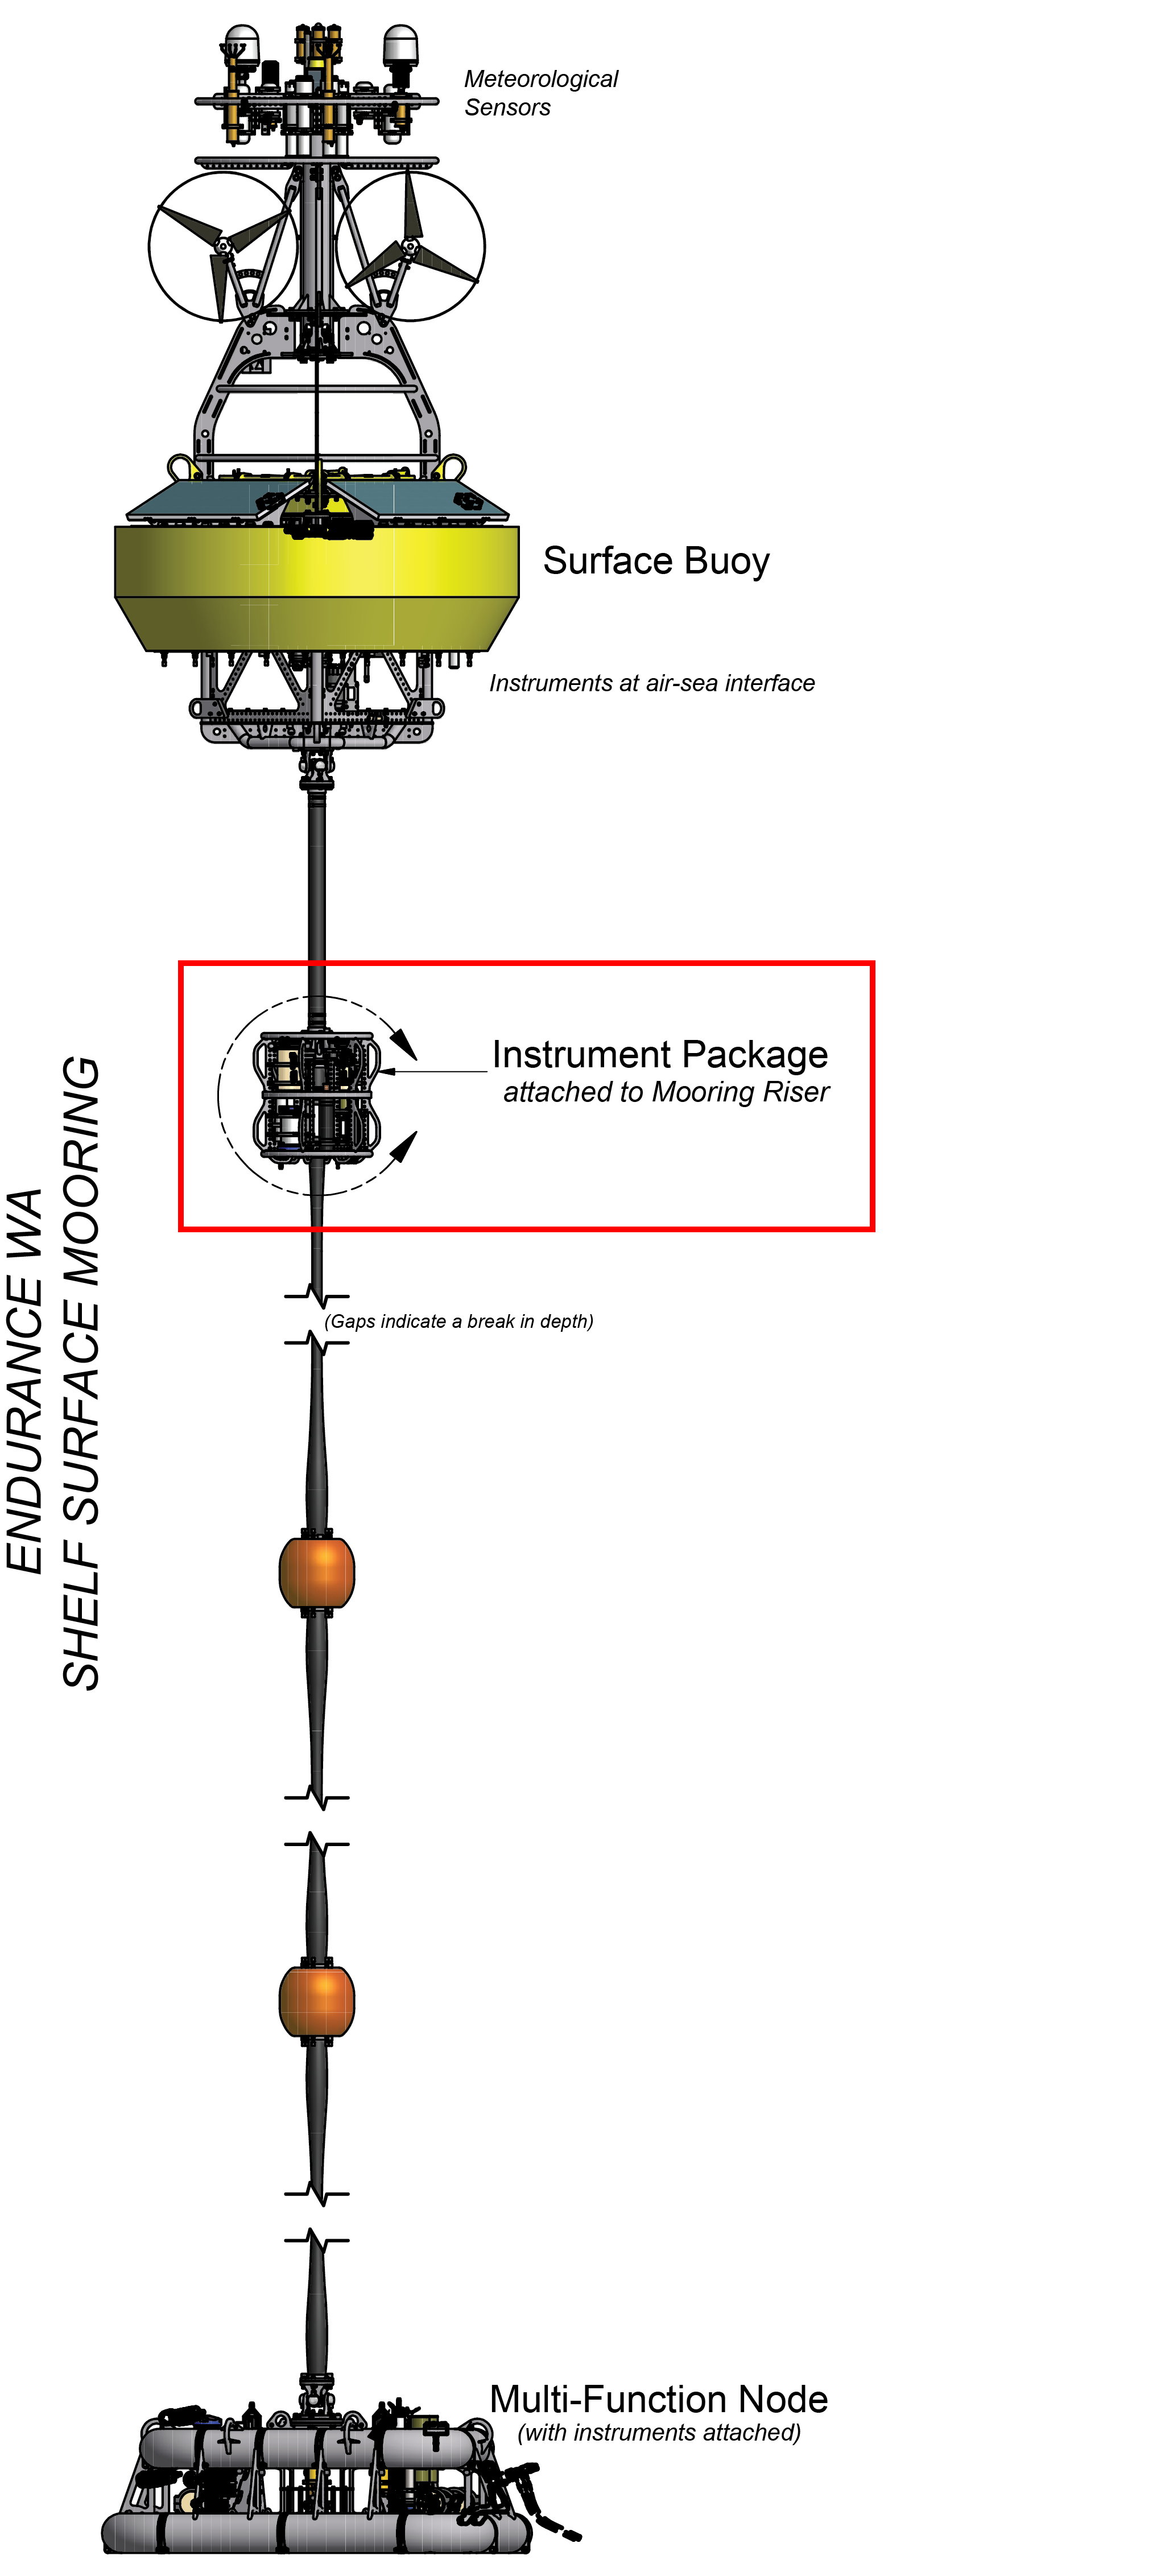 Meteorological
Sensors
Surface Buoy
Instruments at air-sea interface
Instrument Package
attached to Mooring Riser
ENDURANCE WA
SHELF SURFACE MOORING
(Gaps indicate a break in depth)
Multi-Function Node
(with instruments attached)